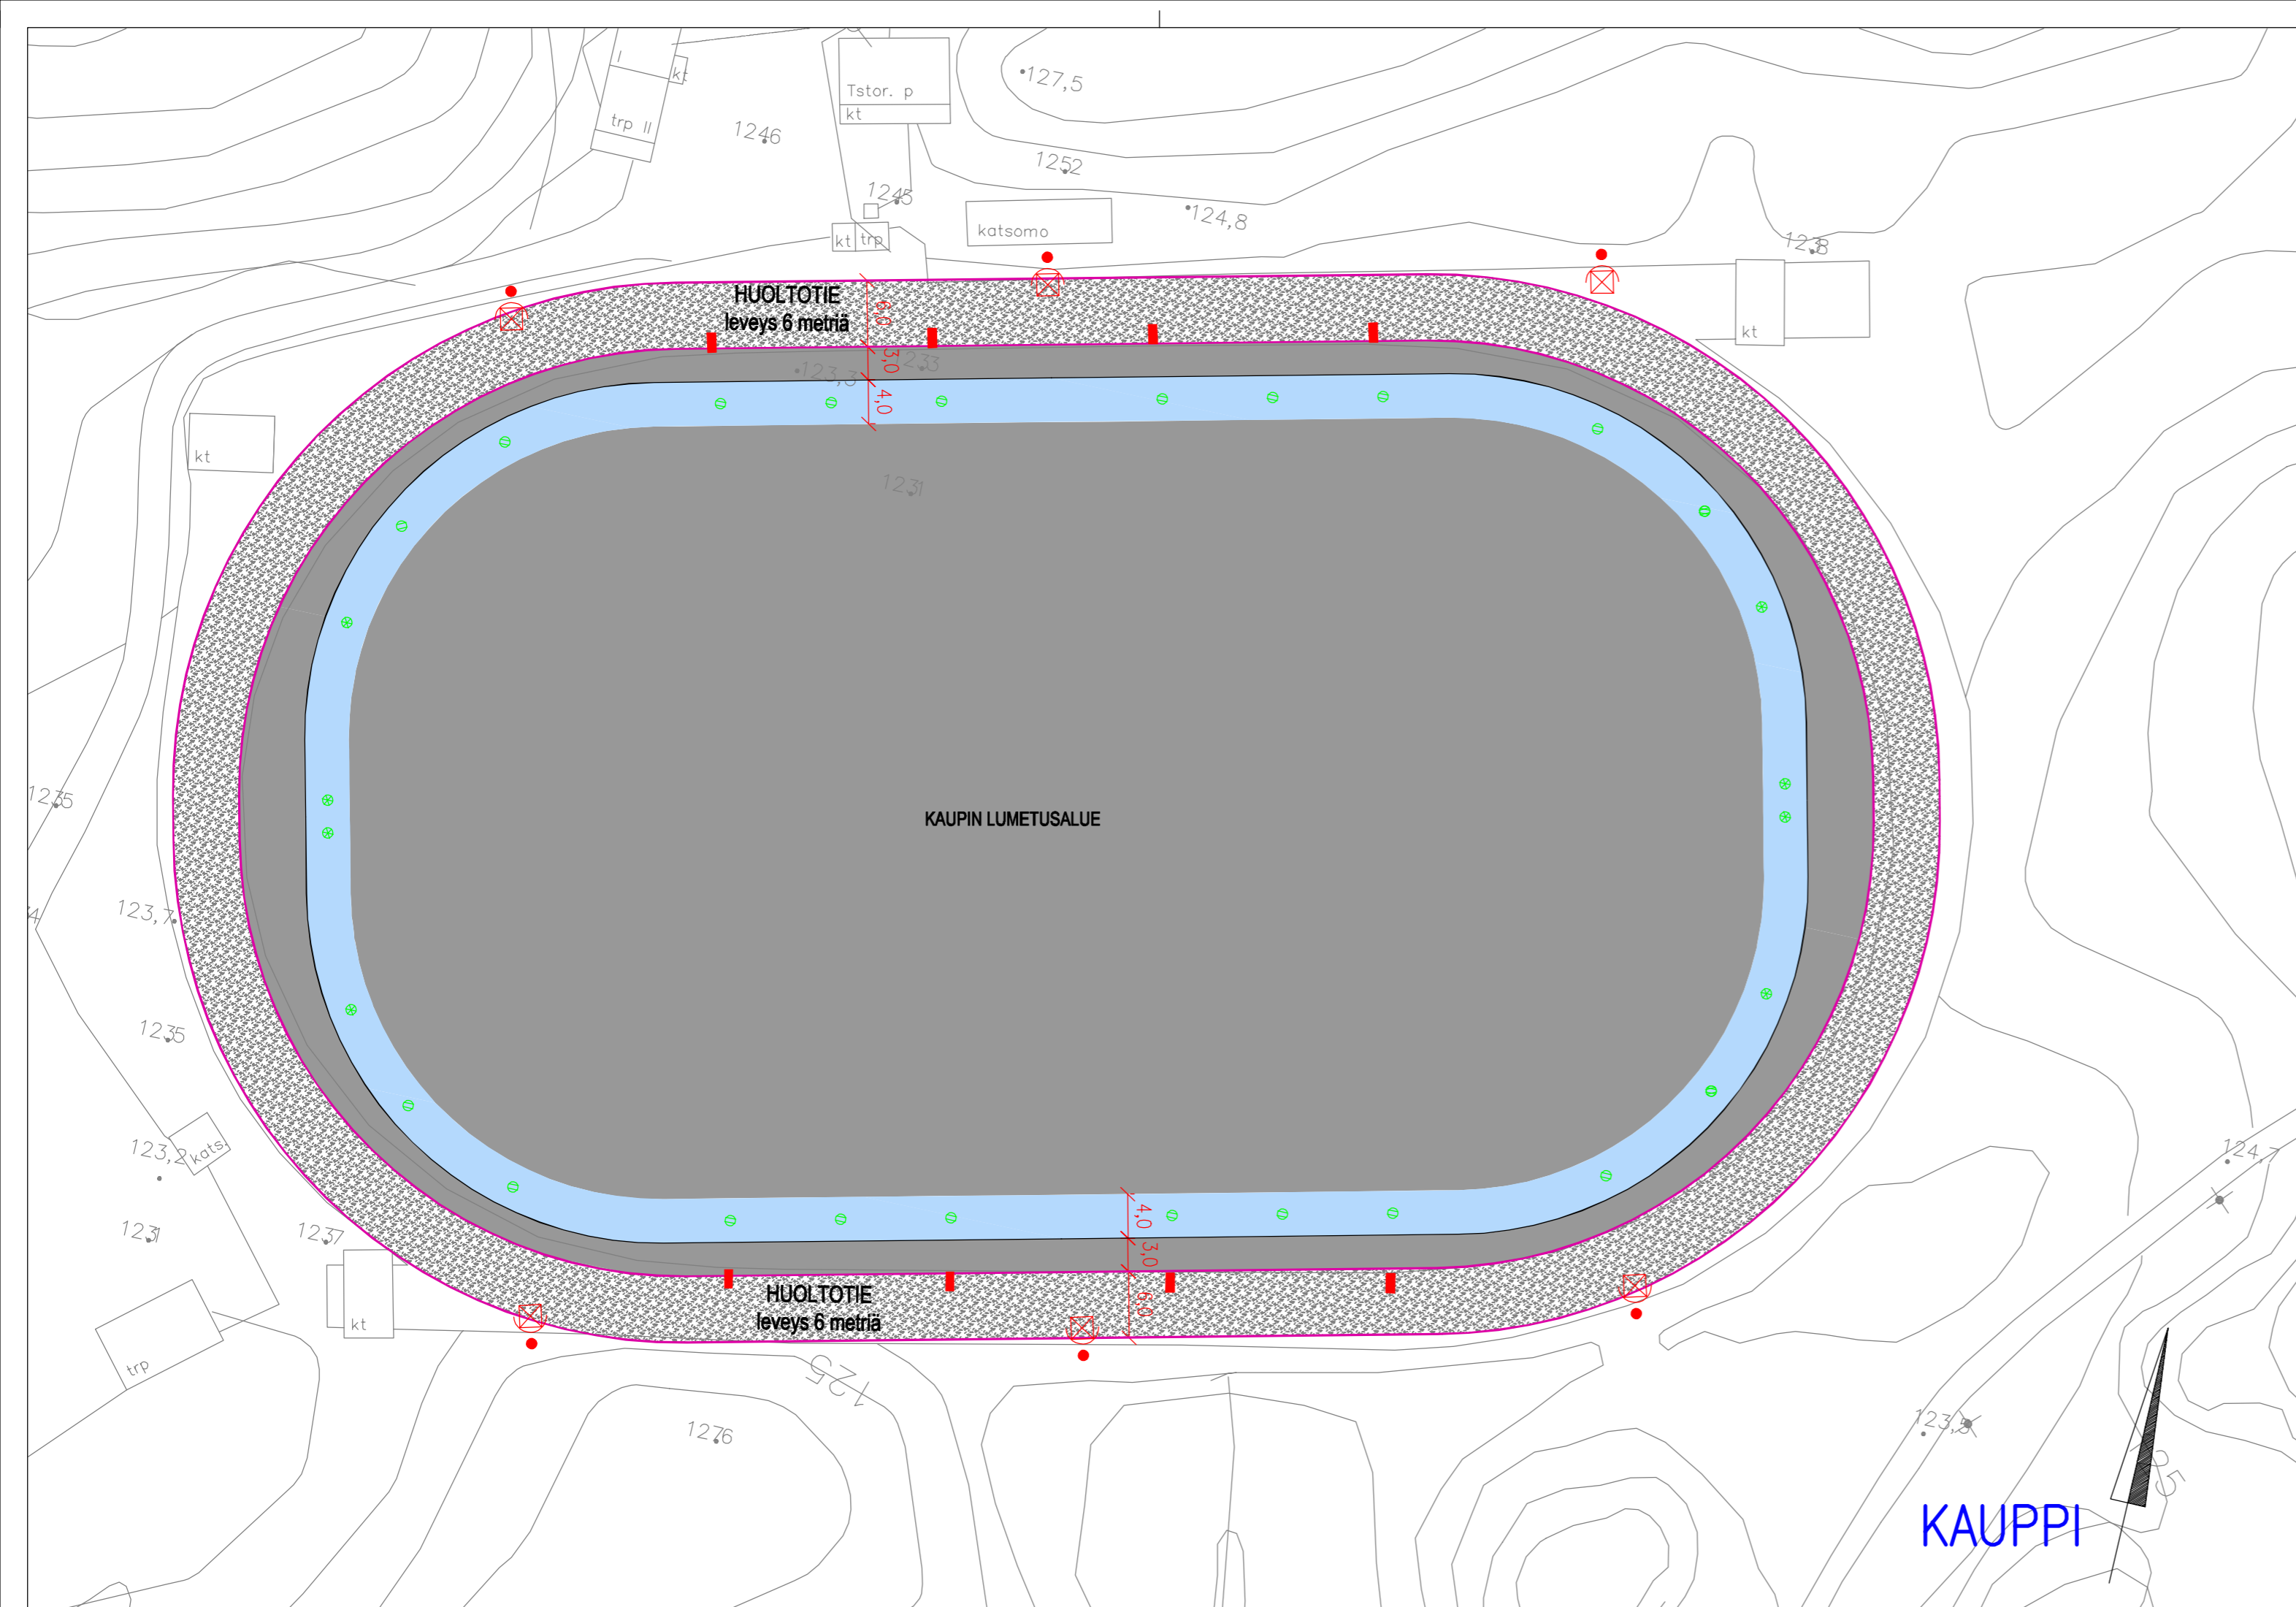 I
kt
trp II
Tstor. p
kt
127,5
1246
1252
1245
124,8
kt
trp
katsomo
1238
kt
HUOLTOTIE
leveys 6 metriä
6,0
3,0
4,0
123,3
1233
kt
1231
KAUPIN LUMETUSALUE
1235
123,7
1235
123,2
kats.
1231
1237
kt
trp
4,0
3,0
6,0
HUOLTOTIE
leveys 6 metriä
125
1276
124,7
123,5
KAUPPI